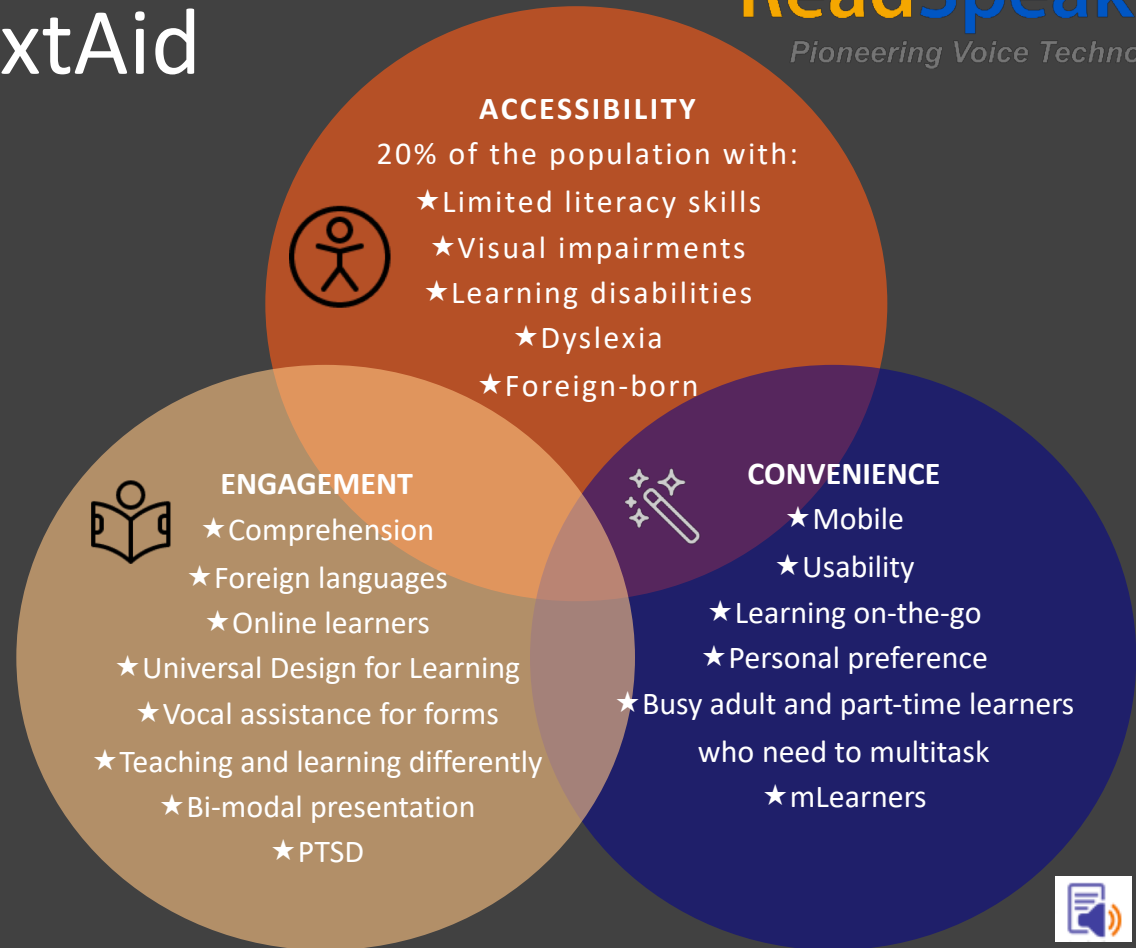 xtAid
ReadSpeak
Pioneering Voice Techno
ACCESSIBILITY
20% of the population with:
★Limited literacy skills
★Visual impairments
★Learning disabilities
★Dyslexia
★Foreign-born
ENGAGEMENT
★Comprehension
★Foreign languages
★Online learners
★Universal Design for Learning
★Vocal assistance for forms
★Teaching and learning differently
★Bi-modal presentation
★PTSD
CONVENIENCE
★Mobile
★Usability
★Learning on-the-go
★Personal preference
★Busy adult and part-time learners
who need to multitask
★mLearners